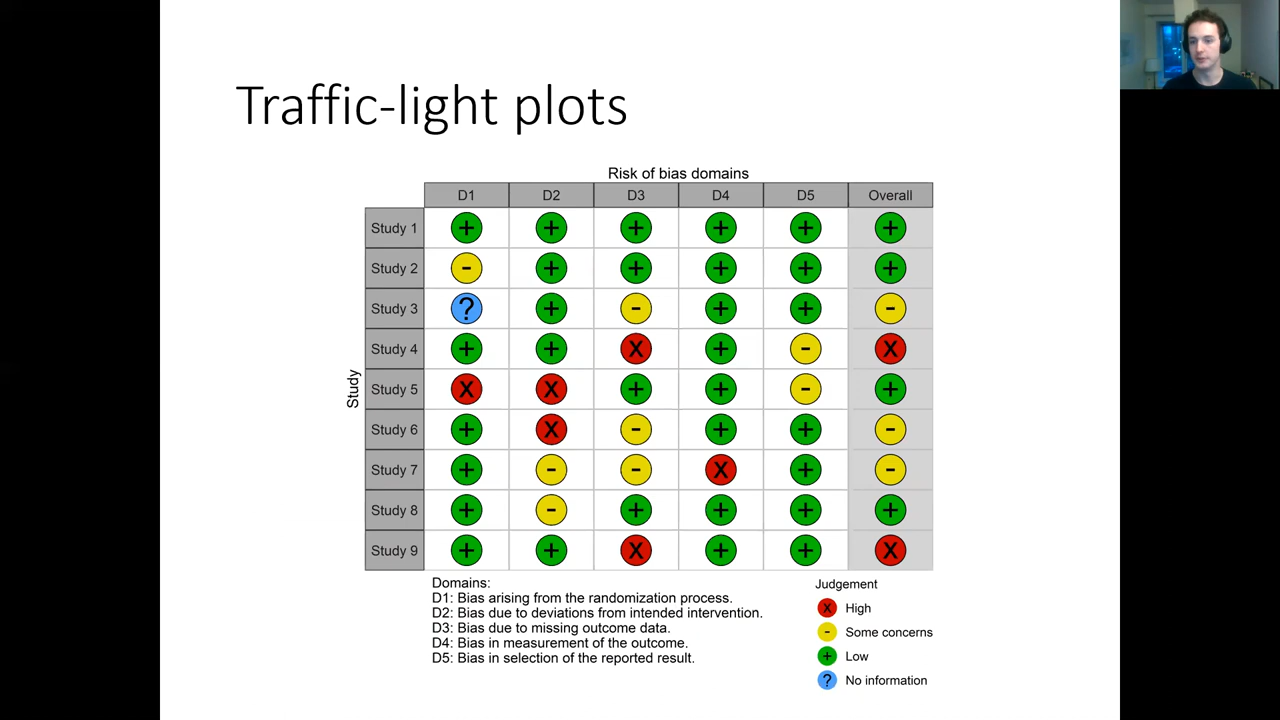 Traffic-light plots
Risk of bias domains
D1 D2 D3 D4 D5 Overall
Study 1 + + + + + +
Study 2 - + + + + +
Study 3 ? + - + + -
Study 4 + + X + - X
Study
Study 5 X X + + - +
Study 6 + X - + + -
Study 7 + - - X + -
Study 8 + - + + + +
Study 9 + + X + + X
Domains:
D1: Bias arising from the randomization process.
D2: Bias due to deviations from intended intervention.
D3: Bias due to missing outcome data.
D4: Bias in measurement of the outcome.
D5: Bias in selection of the reported result.
Judgement
X High
- Some concerns
+ Low
? No information